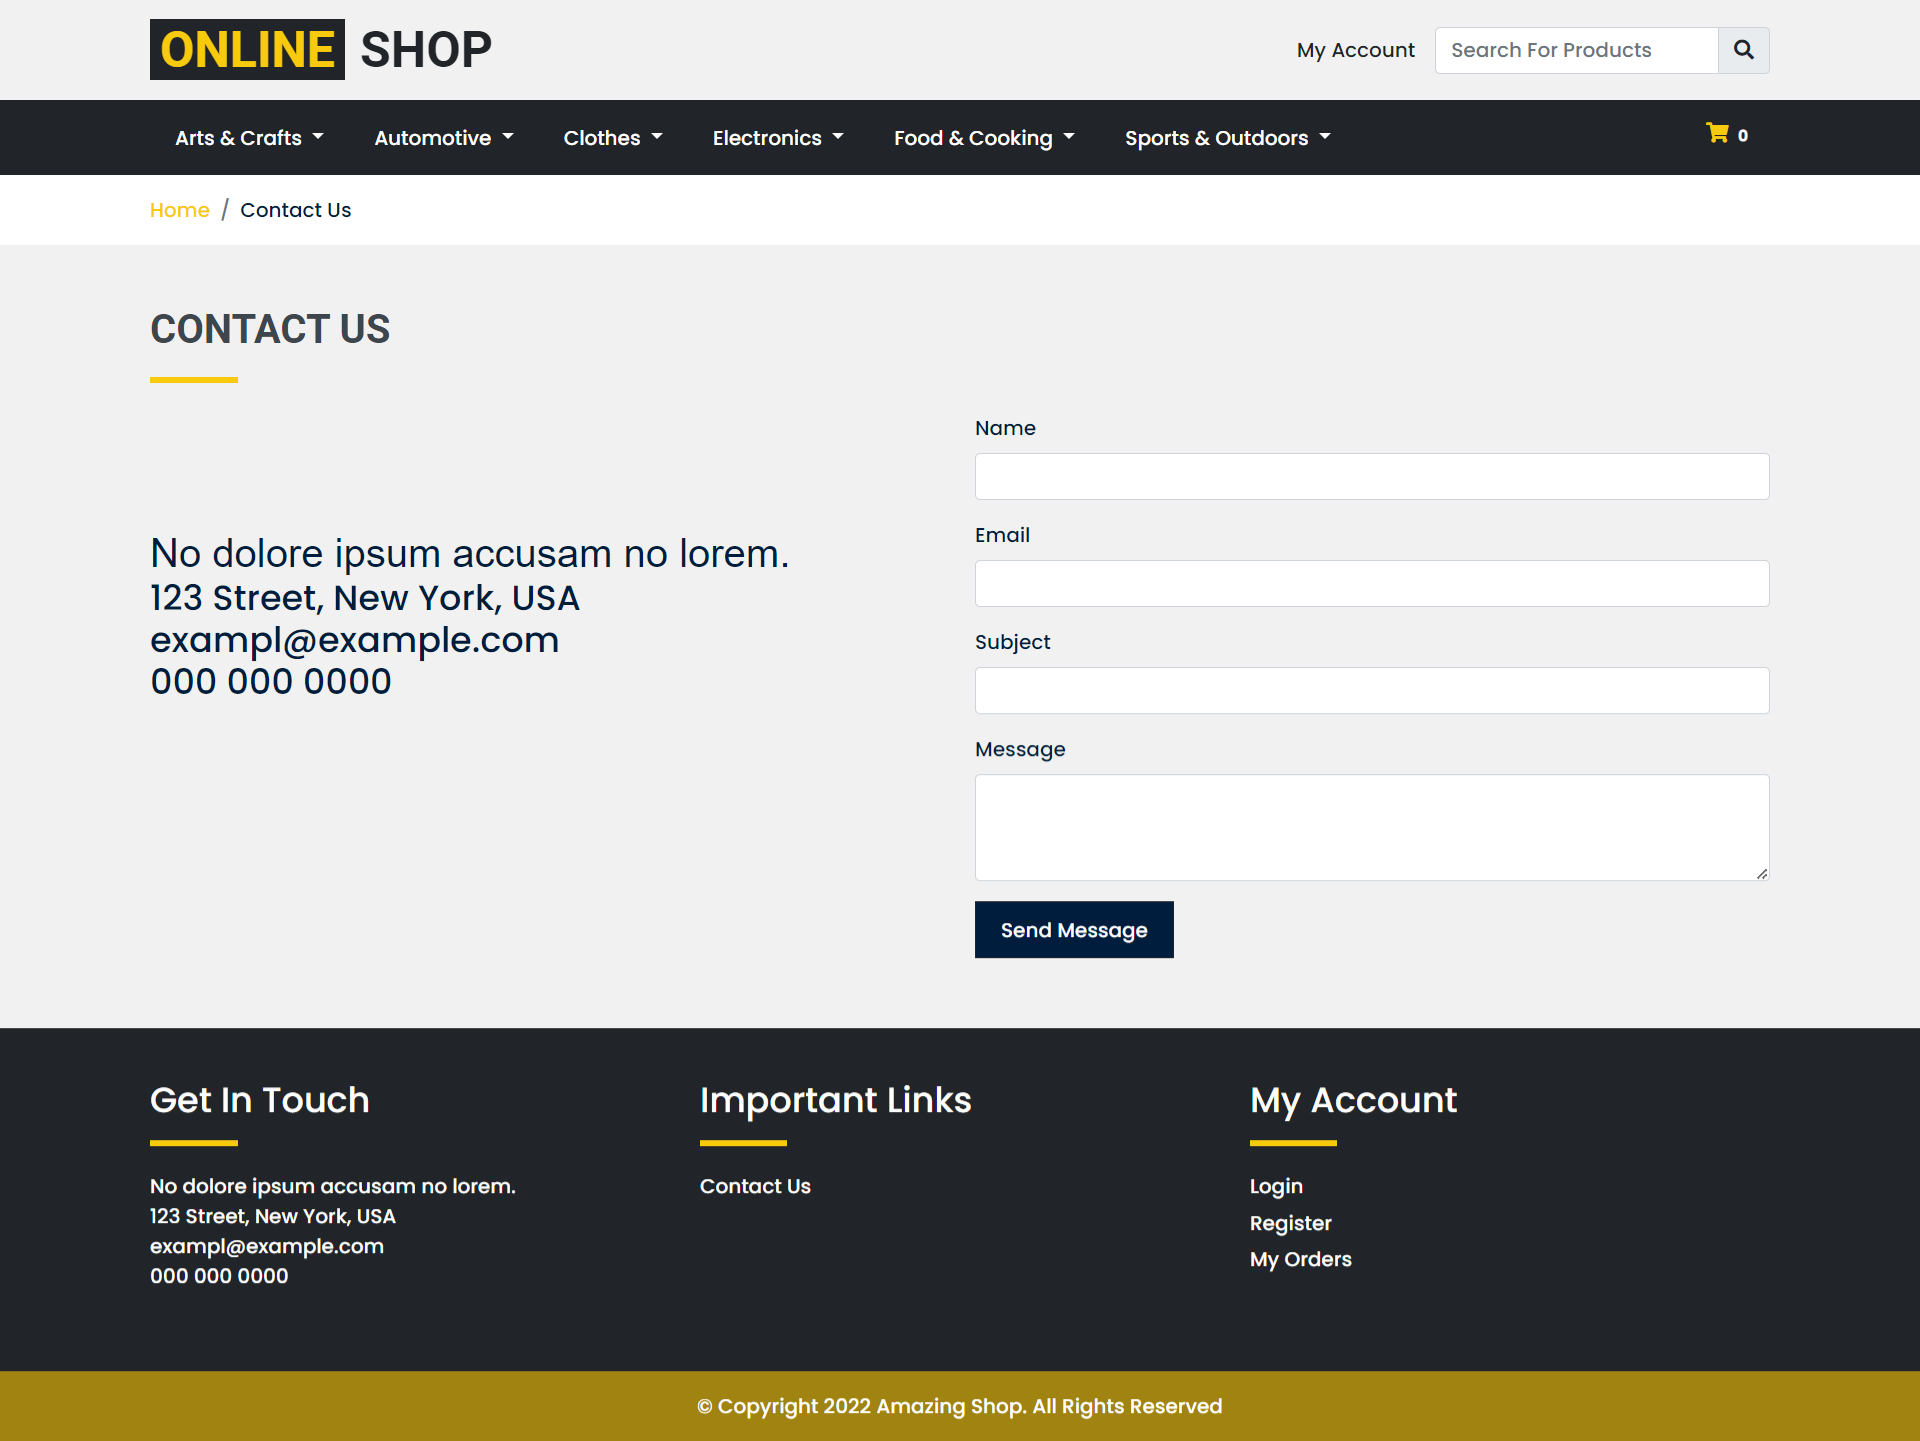 ONLINE SHOP
My Account
Search For Products
Arts & Crafts
Automotive
Clothes
Electronics
Food & Cooking
Sports & Outdoors
0
Home / Contact Us
CONTACT US
No dolore ipsum accusam no lorem.
123 Street, New York, USA
exampl@example.com
000 000 0000
Name
Email
Subject
Message
Send Message
Get In Touch
No dolore ipsum accusam no lorem.
123 Street, New York, USA
exampl@example.com
000 000 0000
Important Links
Contact Us
My Account
Login
Register
My Orders
© Copyright 2022 Amazing Shop. All Rights Reserved